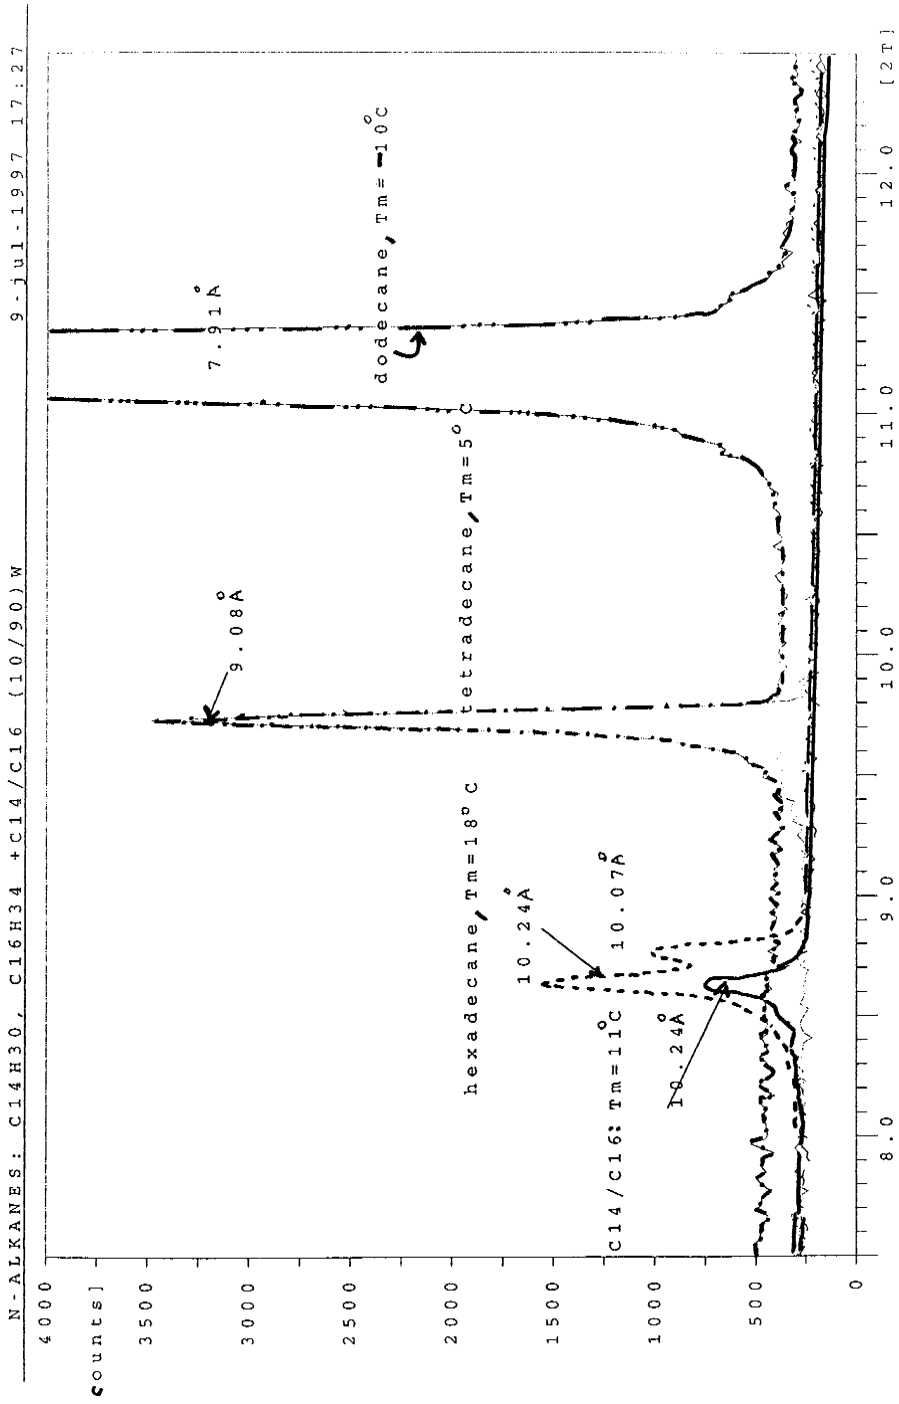 N-ALKANES: C14H30, C16H34 +C14/C16 (10/90)W 9-jul-1997 17:27
4000
counts]
3500
2500
2000
1500
1000
500
0
7.91Å
dodecane, Tm=-10°C
9.08Å
tetradecane, Tm=5°C
hexadecane, Tm=18°C
10.24Å
10.07Å
C14/C16: Tm=11°C
10.24Å
8.0 9.0 10.0 11.0 12.0 [2T]